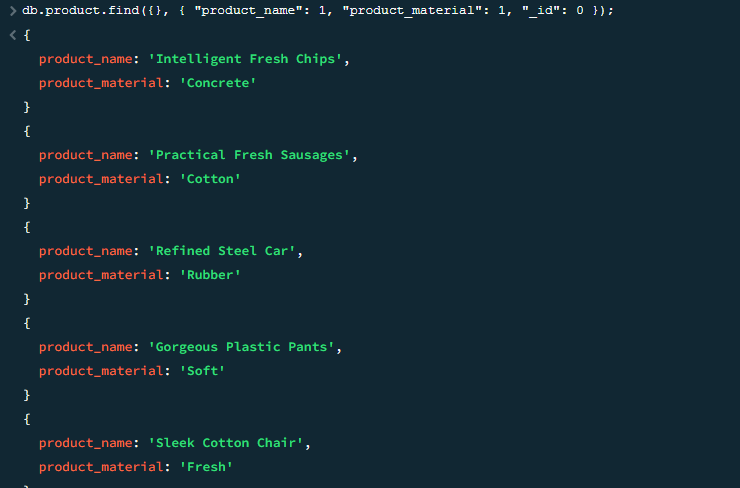 db.product.find({}, { "product_name": 1, "product_material": 1, "_id": 0 });
{
product_name: 'Intelligent Fresh Chips',
product_material: 'Concrete'
}
{
product_name: 'Practical Fresh Sausages',
product_material: 'Cotton'
}
{
product_name: 'Refined Steel Car',
product_material: 'Rubber'
}
{
product_name: 'Gorgeous Plastic Pants',
product_material: 'Soft'
}
{
product_name: 'Sleek Cotton Chair',
product_material: 'Fresh'
}